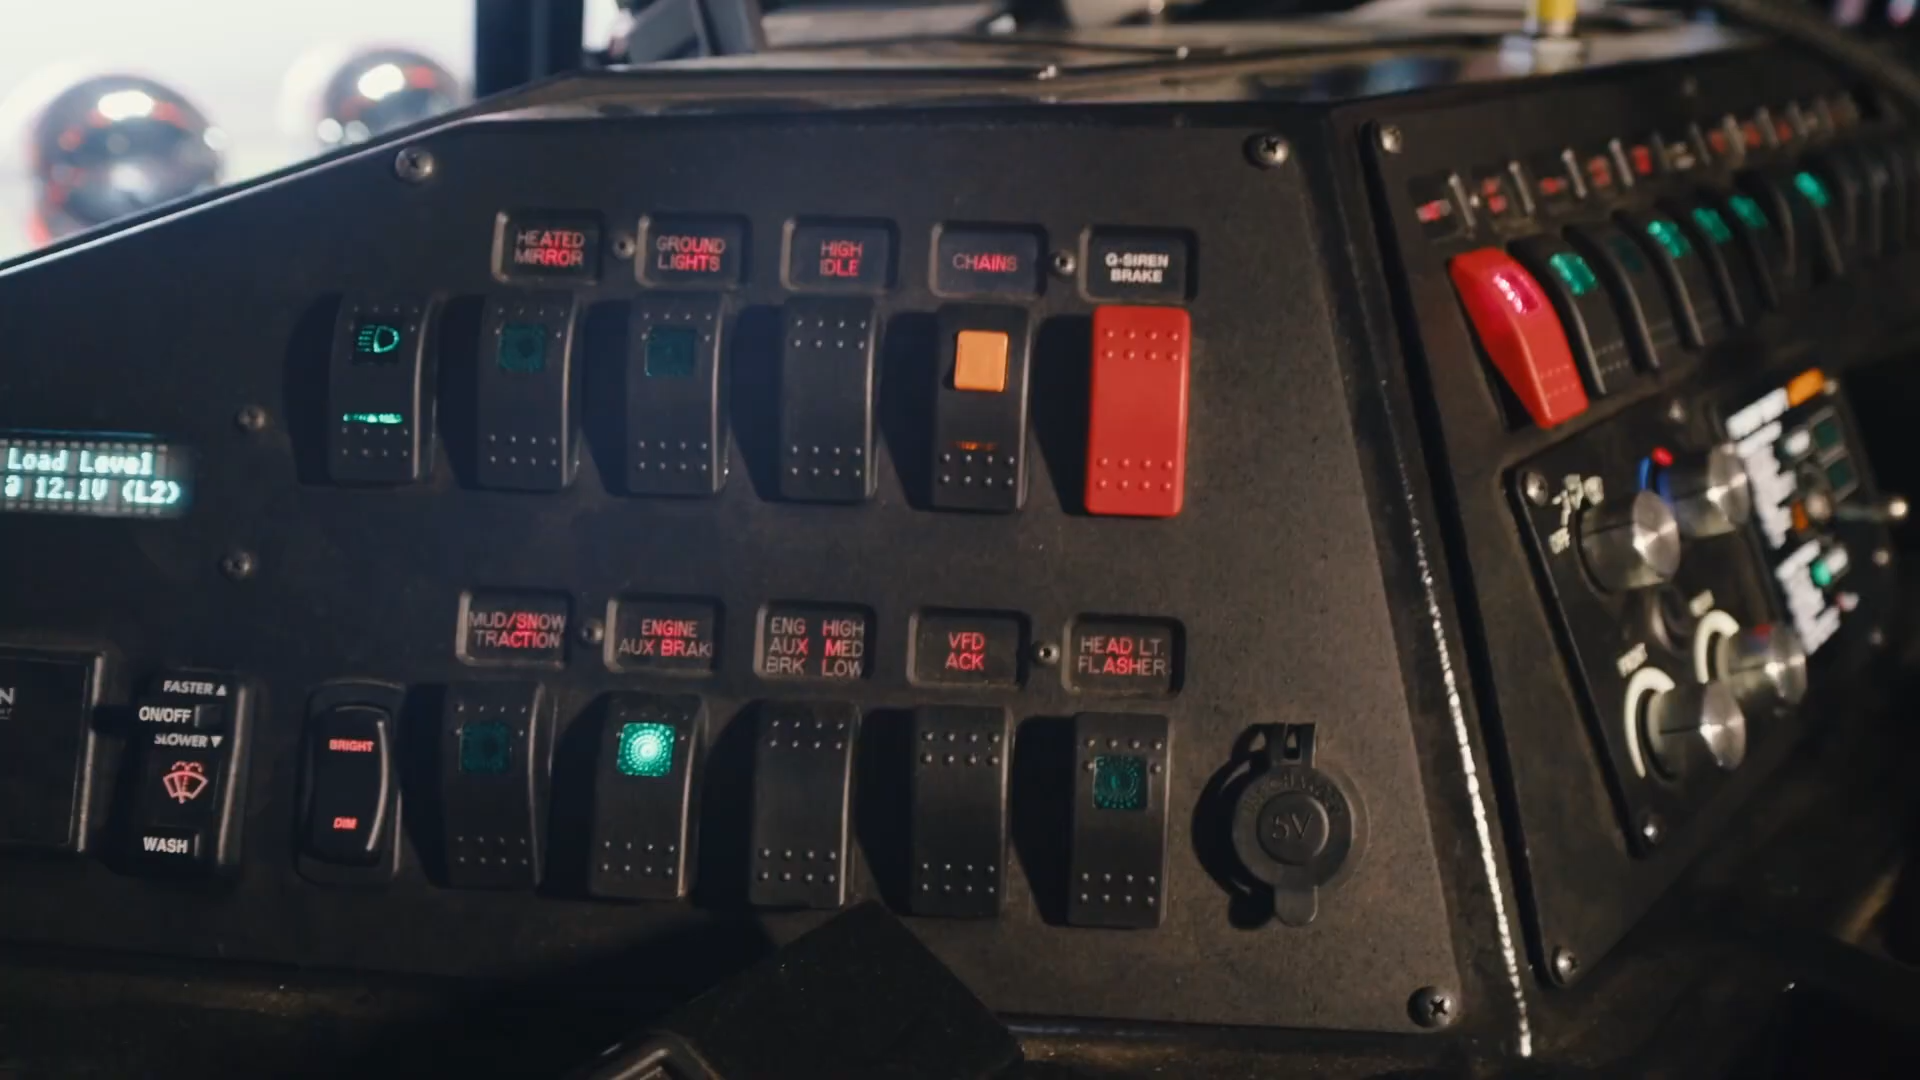 HEATED
MIRROR
GROUND
LIGHTS
HIGH
IDLE
CHAINS
Q-SIREN
BRAKE
Load Level
@ 12.1V (L2)
MUD/SNOW
TRACTION
ENGINE
AUX BRAK
ENG HIGH
AUX MED
BRK LOW
VFD
ACK
HEAD LT.
FLASHER
FASTER ▲
ON/OFF
SLOWER ▼
WASH
BRIGHT
DIM
5V
OFF